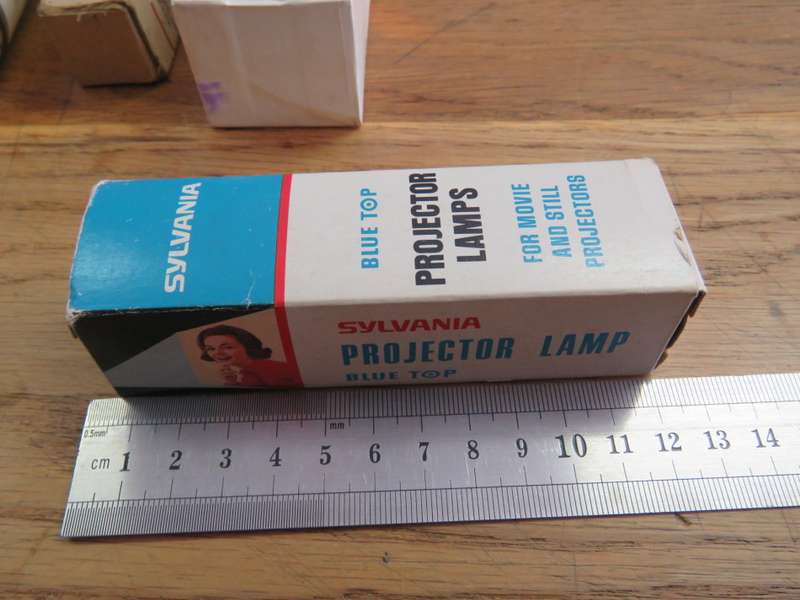 SYLVANIA
BLUE TOP
PROJECTOR
LAMPS
FOR MOVIE
AND STILL
PROJECTORS
SYLVANIA
PROJECTOR LAMP
BLUE TOP
0.5mm
mm
cm 1 2 3 4 5 6 7 8 9 10 11 12 13 14